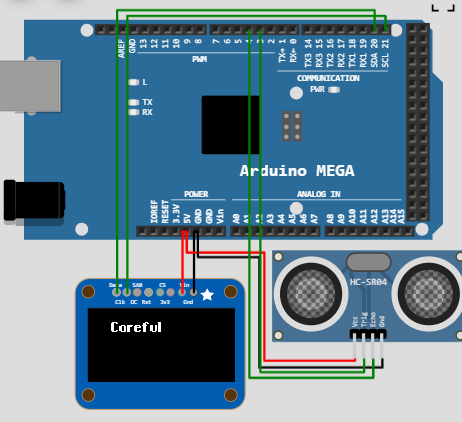 AREF
GND
13
12
11
10
9
8
7
6
5
4
3
2
TX→ 1
RX← 0
TX3 14
RX3 15
TX2 16
RX2 17
TX1 18
RX1 19
SDA 20
SCL 21
PWM
COMMUNICATION
L
PWR
TX
RX
Arduino MEGA
POWER
ANALOG IN
IOREF
RESET
3.3V
5V
GND
GND
Vin
A0
A1
A2
A3
A4
A5
A6
A7
A8
A9
A10
A11
A12
A13
A14
A15
HC-SR04
Data
SA0
CS
Vin
Clk
DC
Rst
3v3
Gnd
Vcc
Trig
Echo
Gnd
Careful